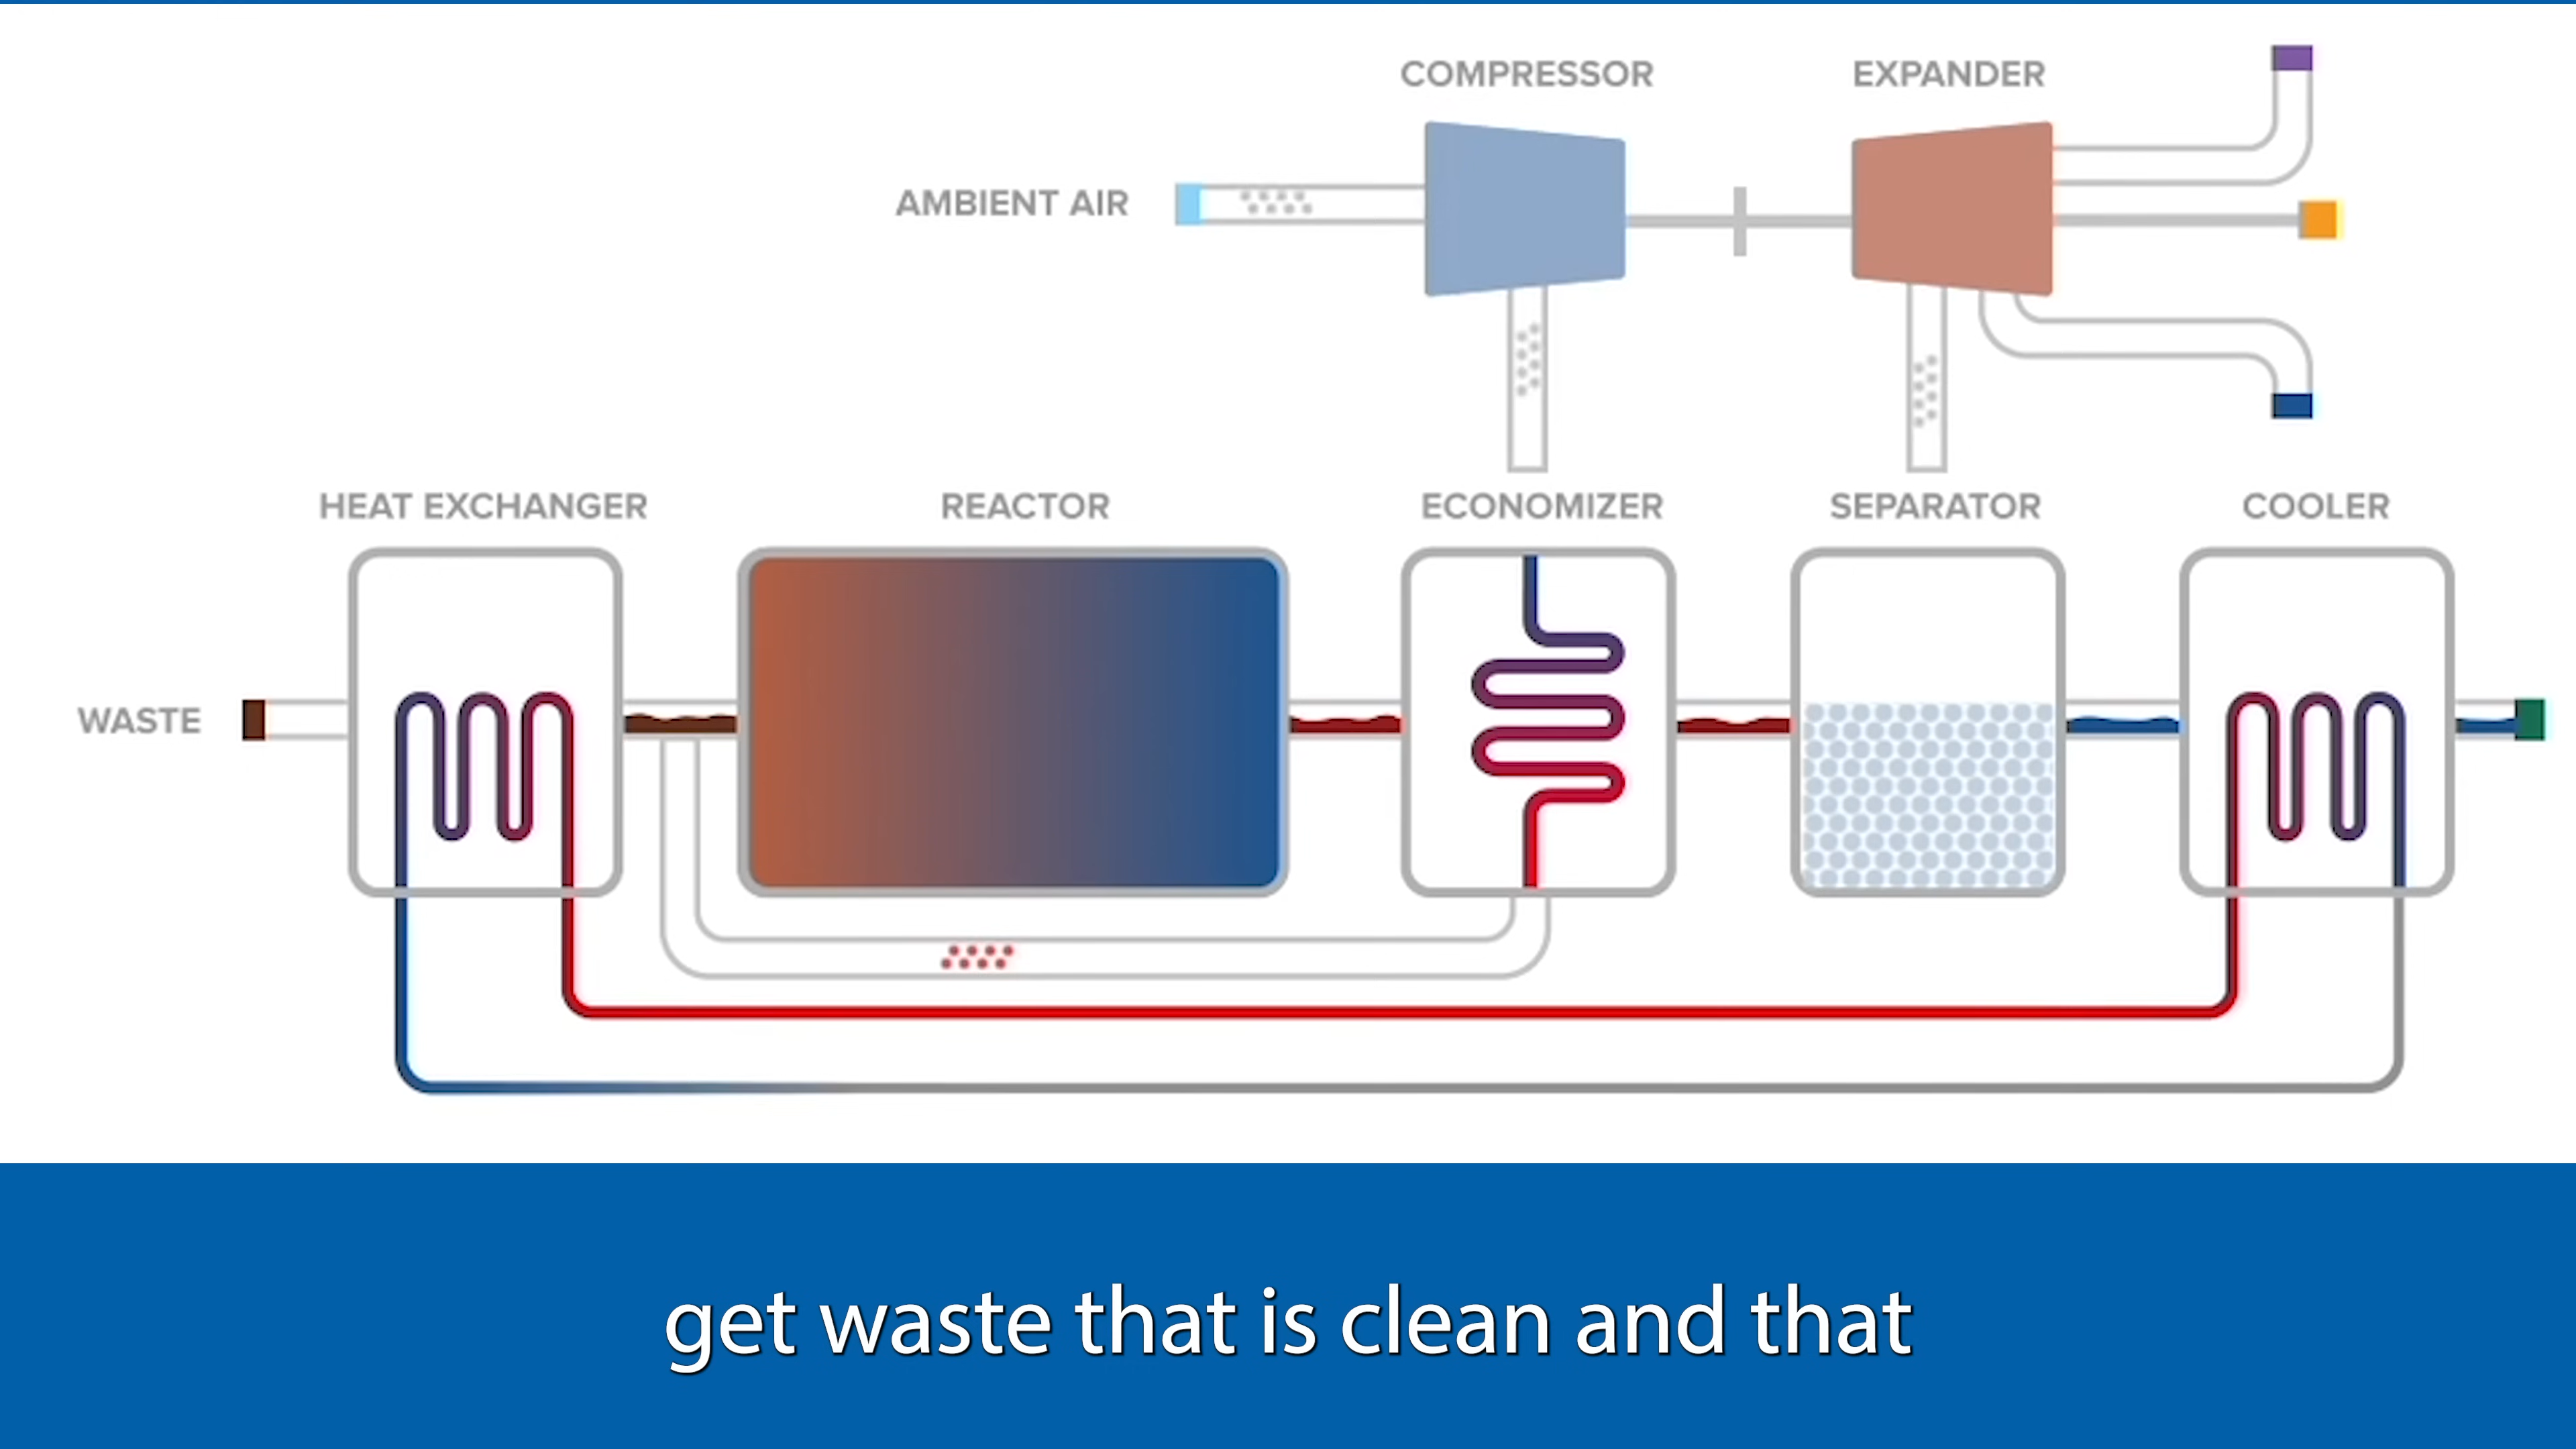 COMPRESSOR
EXPANDER
AMBIENT AIR
HEAT EXCHANGER
REACTOR
ECONOMIZER
SEPARATOR
COOLER
WASTE
get waste that is clean and that